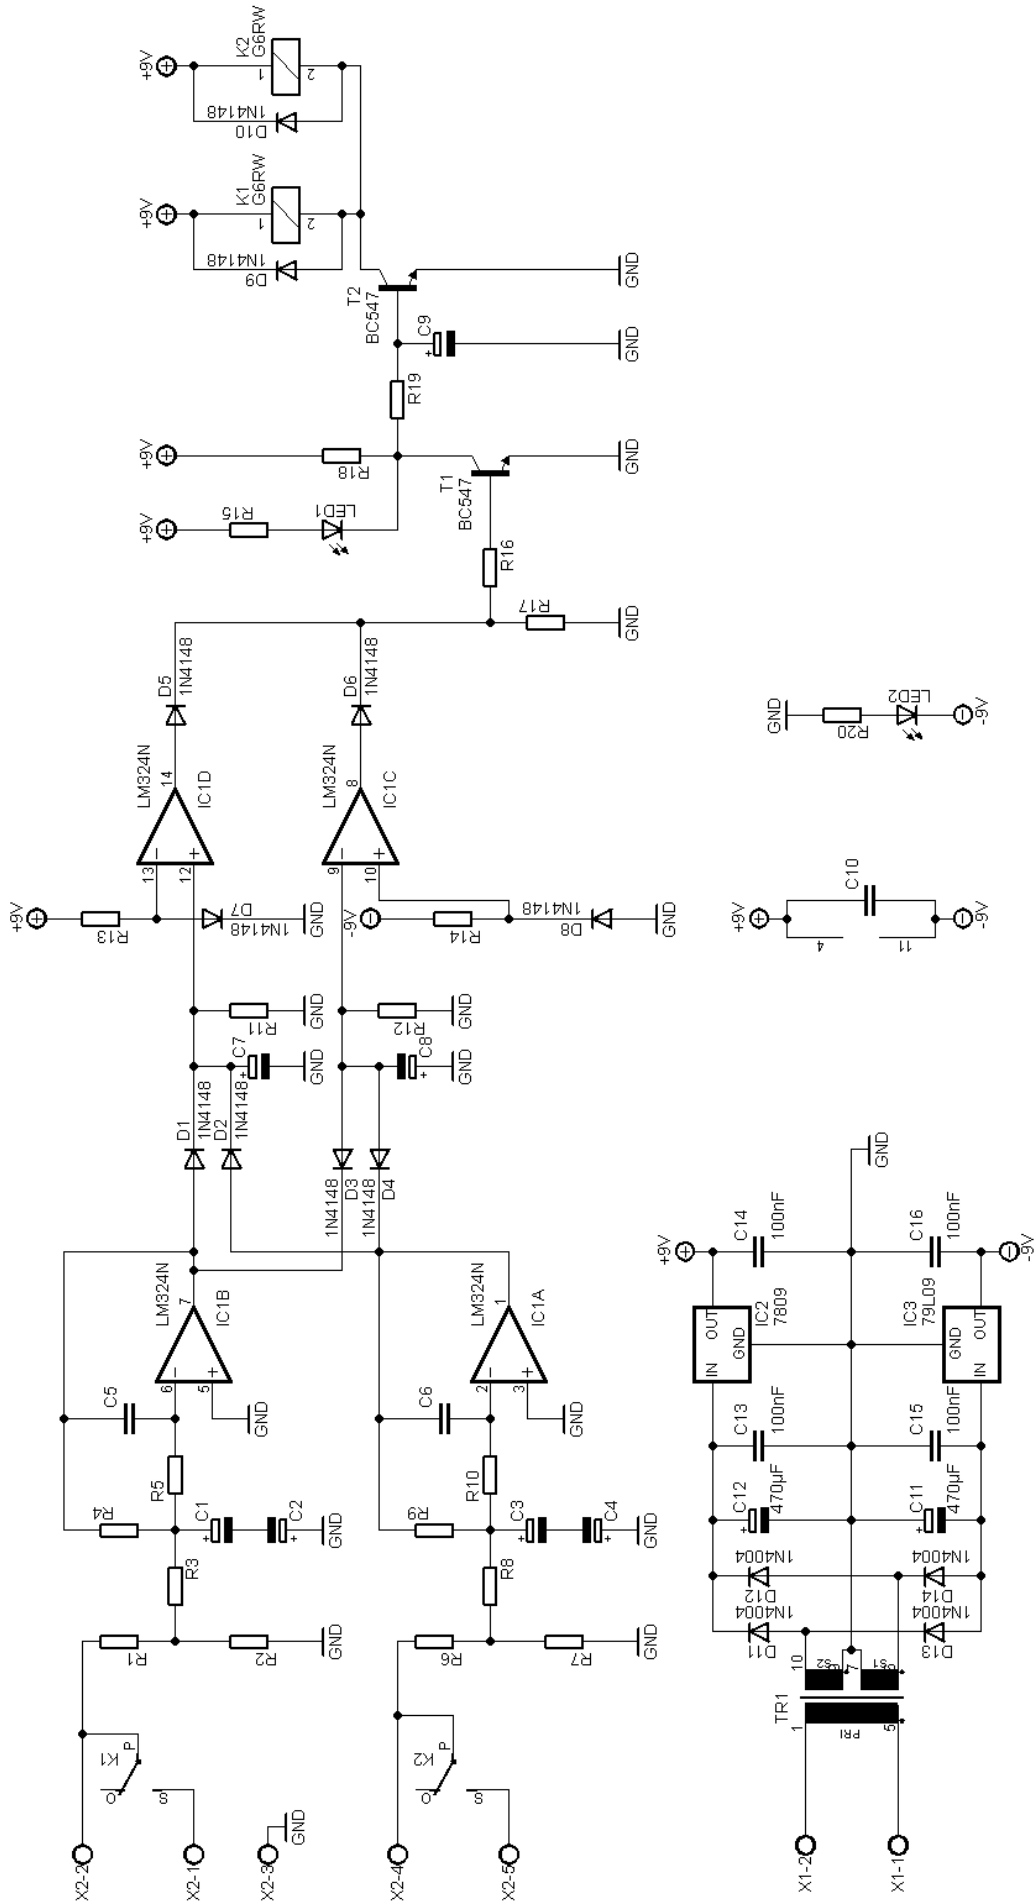 +9V
K2
G6RW
1
2
1N4148
D10
+9V
K1
G6RW
1
2
1N4148
D9
T2
BC547
GND
C9
+
GND
R19
+9V
R18
T1
BC547
GND
+9V
R15
LED1
R16
R17
GND
D5
1N4148
D6
1N4148
LM324N
14
13
12
IC1D
LM324N
8
9
10
IC1C
+9V
R13
D7
1N4148
GND
-9V
R14
1N4148
D8
GND
GND
R20
LED2
-9V
+9V
C10
4
11
-9V
R11
GND
R12
GND
C7
+
GND
C8
+
GND
D1
1N4148
D2
1N4148
1N4148
D3
1N4148
D4
LM324N
7
6
5
IC1B
GND
LM324N
1
2
3
IC1A
GND
C5
C6
R5
R10
R4
C1
+
C2
+
GND
R9
C3
+
C4
+
GND
R3
R8
R1
R2
GND
R6
R7
GND
K1
P
O
S
K2
P
O
S
X2-2
X2-1
X2-3
GND
X2-4
X2-5
GND
+9V
C14
100nF
C16
100nF
-9V
OUT
IC2
7809
GND
IN
IC3
79L09
GND
OUT
IN
C13
100nF
C15
100nF
C12
470µF
+
C11
470µF
+
1N4004
D12
1N4004
D14
1N4004
D11
1N4004
D13
10
S2
7
S1
TR1
1
PRI
5
X1-2
X1-1